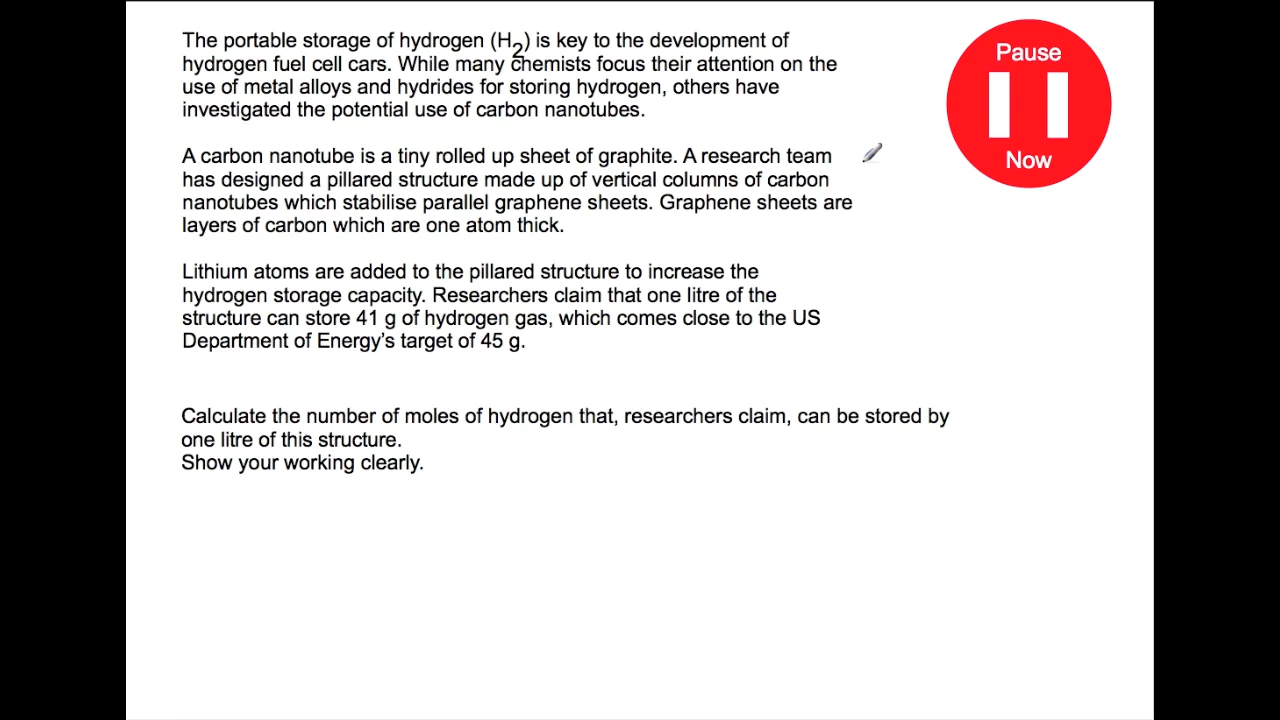 The portable storage of hydrogen (H2) is key to the development of
hydrogen fuel cell cars. While many chemists focus their attention on the
use of metal alloys and hydrides for storing hydrogen, others have
investigated the potential use of carbon nanotubes.
A carbon nanotube is a tiny rolled up sheet of graphite. A research team
has designed a pillared structure made up of vertical columns of carbon
nanotubes which stabilise parallel graphene sheets. Graphene sheets are
layers of carbon which are one atom thick.
Lithium atoms are added to the pillared structure to increase the
hydrogen storage capacity. Researchers claim that one litre of the
structure can store 41 g of hydrogen gas, which comes close to the US
Department of Energy’s target of 45 g.
Calculate the number of moles of hydrogen that, researchers claim, can be stored by
one litre of this structure.
Show your working clearly.
Pause
Now